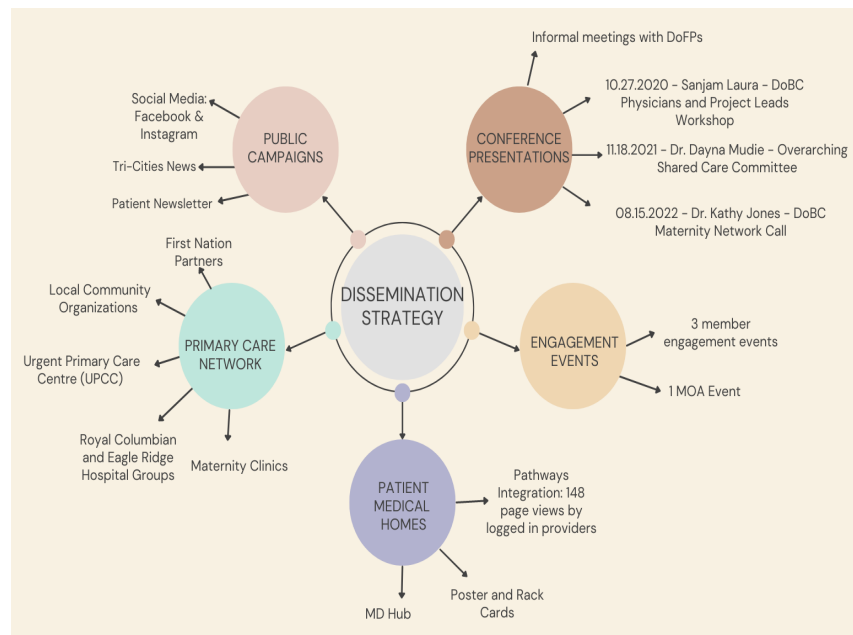 Informal meetings with DoFPs
Social Media:
Facebook &
Instagram
Tri-Cities News
Patient Newsletter
PUBLIC
CAMPAIGNS
CONFERENCE
PRESENTATIONS
10.27.2020 - Sanjam Laura - DoBC
Physicians and Project Leads
Workshop
11.18.2021 - Dr. Dayna Mudie - Overarching
Shared Care Committee
08.15.2022 - Dr. Kathy Jones - DoBC
Maternity Network Call
DISSEMINATION
STRATEGY
First Nation
Partners
Local Community
Organizations
Urgent Primary Care
Centre (UPCC)
Royal Columbian
and Eagle Ridge
Hospital Groups
Maternity Clinics
PRIMARY CARE
NETWORK
ENGAGEMENT
EVENTS
3 member
engagement events
1 MOA Event
PATIENT
MEDICAL
HOMES
Pathways
Integration: 148
page views by
logged in providers
Poster and Rack
Cards
MD Hub